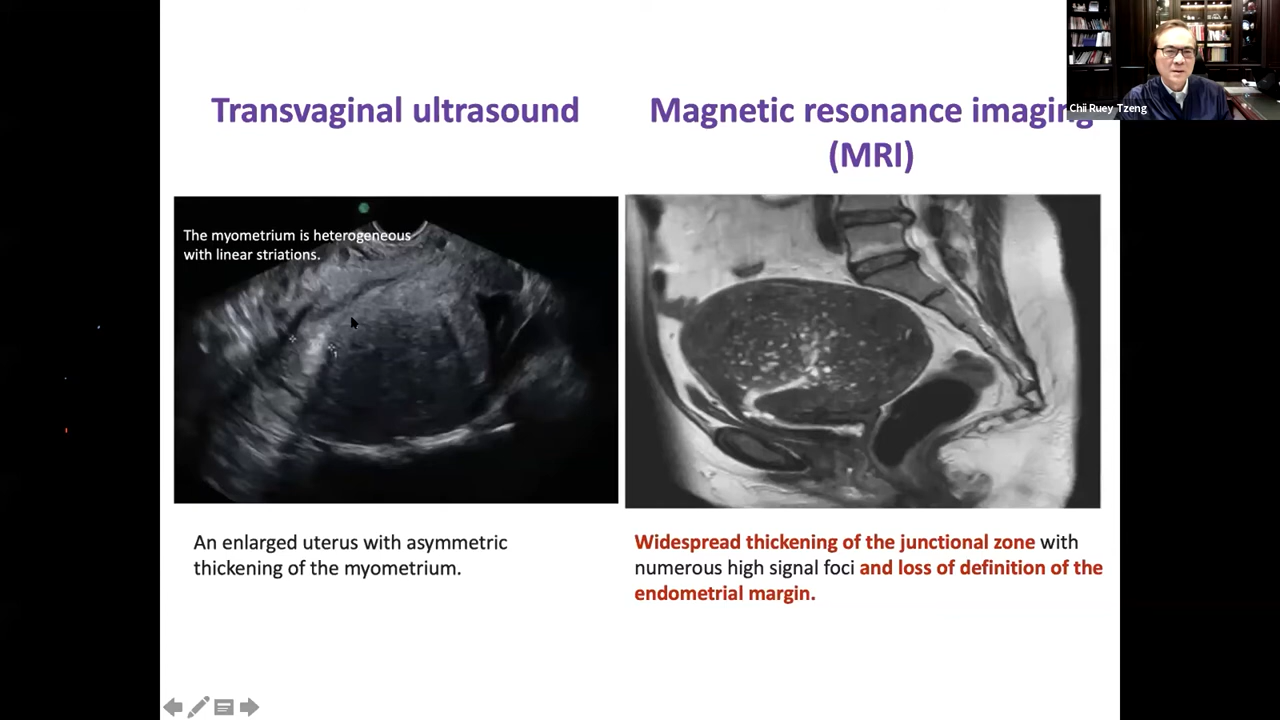 Transvaginal ultrasound
Magnetic resonance imaging
(MRI)
Chii Ruey Tzeng
The myometrium is heterogeneous
with linear striations.
1
An enlarged uterus with asymmetric
thickening of the myometrium.
Widespread thickening of the junctional zone with
numerous high signal foci and loss of definition of the
endometrial margin.